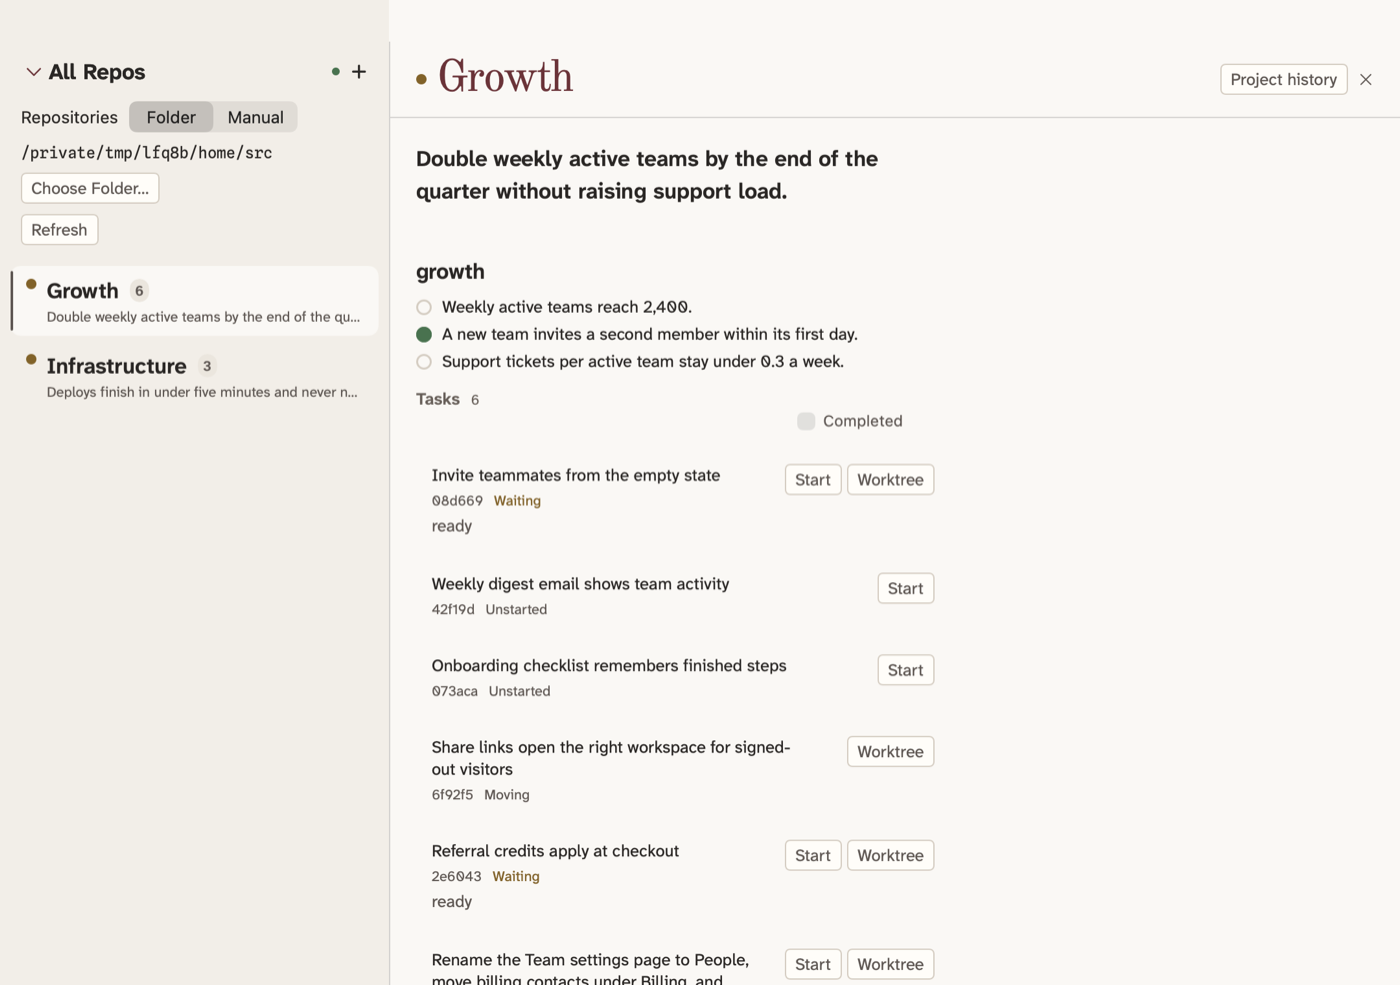 All Repos
Repositories Folder Manual
/private/tmp/lfq8b/home/src
Choose Folder...
Refresh
Growth 6
Double weekly active teams by the end of the qu...
Infrastructure 3
Deploys finish in under five minutes and never n...
Growth
Project history
Double weekly active teams by the end of the
quarter without raising support load.
growth
Weekly active teams reach 2,400.
A new team invites a second member within its first day.
Support tickets per active team stay under 0.3 a week.
Tasks 6
Completed
Invite teammates from the empty state
08d669 Waiting
ready
Start Worktree
Weekly digest email shows team activity
42f19d Unstarted
Start
Onboarding checklist remembers finished steps
073aca Unstarted
Start
Share links open the right workspace for signed-
out visitors
6f92f5 Moving
Worktree
Referral credits apply at checkout
2e6043 Waiting
ready
Start Worktree
Rename the Team settings page to People,
move billing contacts under Billing, and
Start Worktree